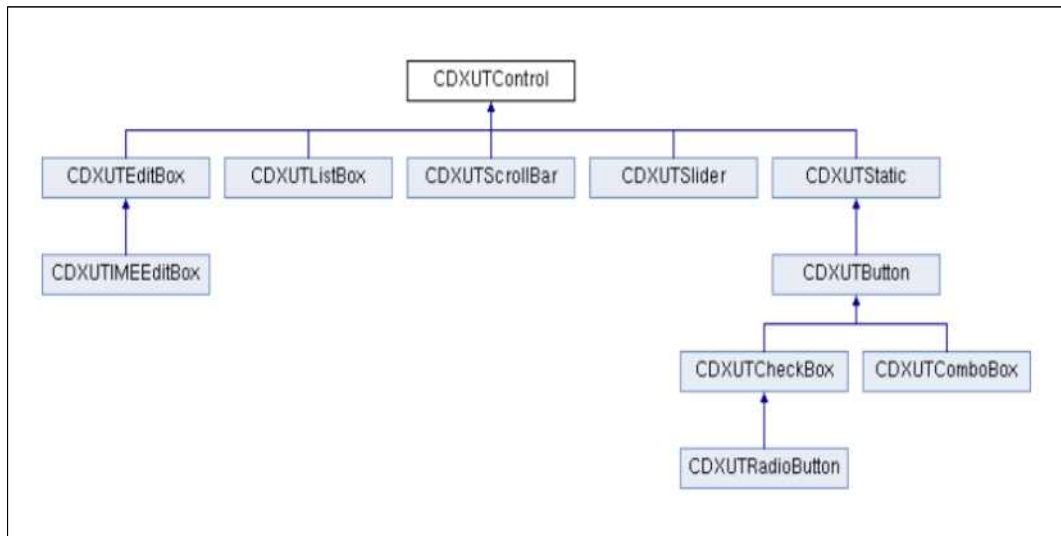 CDXUTControl
CDXUTEditBox
CDXUTListBox
CDXUTScrollBar
CDXUTSlider
CDXUTStatic
CDXUTIMEEditBox
CDXUTButton
CDXUTCheckBox
CDXUTComboBox
CDXUTRadioButton